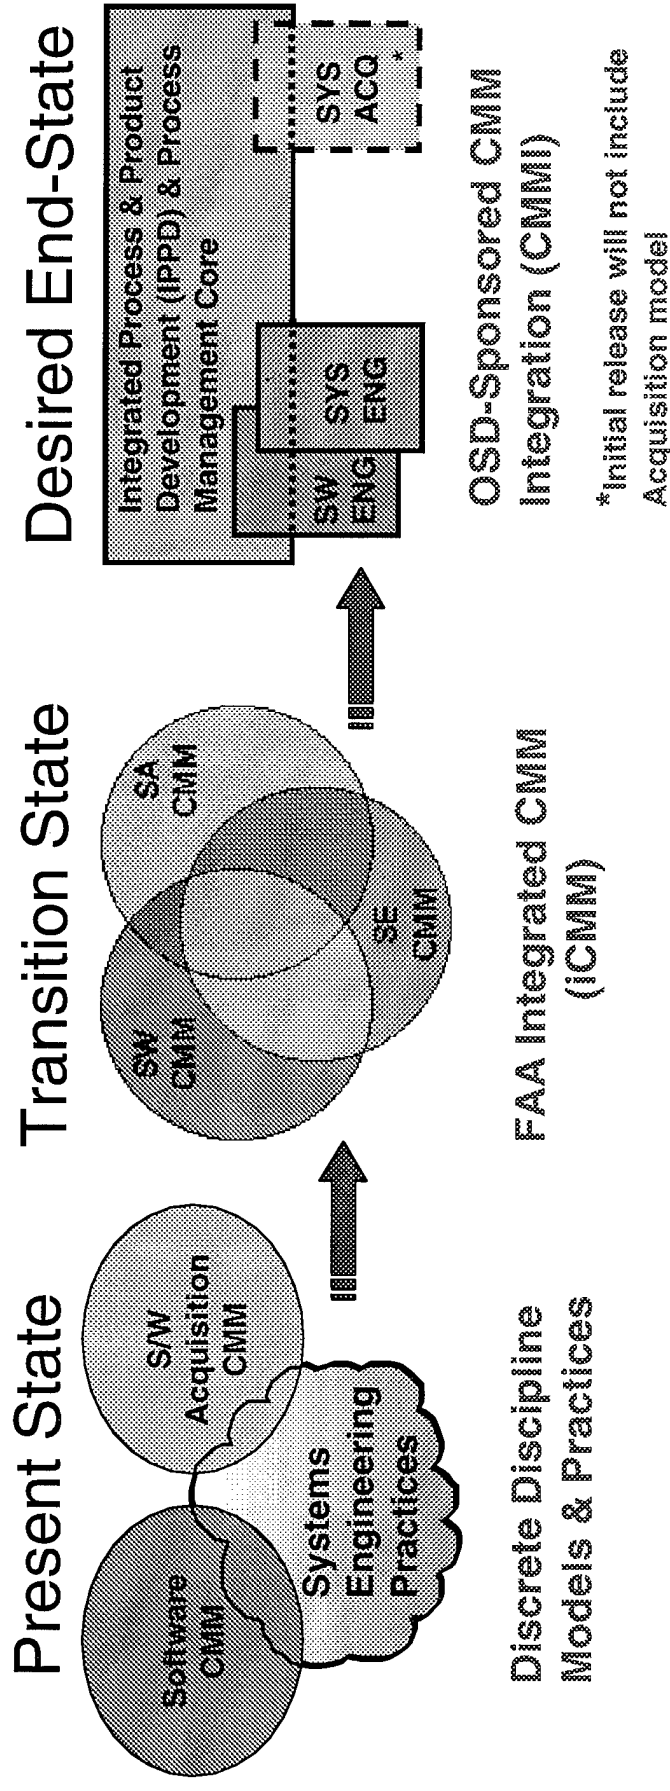 Present State
Software
CMM
S/W
Acquisition
CMM
Systems
Engineering
Practices
Discrete Discipline
Models & Practices
Transition State
SW
CMM
SA
CMM
SE
CMM
FAA Integrated CMM
(iCMM)
Desired End-State
Integrated Process & Product
Development (IPPD) & Process
Management Core
SW
ENG
SYS
ENG
SYS
ACQ
*
OSD-Sponsored CMM
Integration (CMMI)
*Initial release will not include
Acquisition model